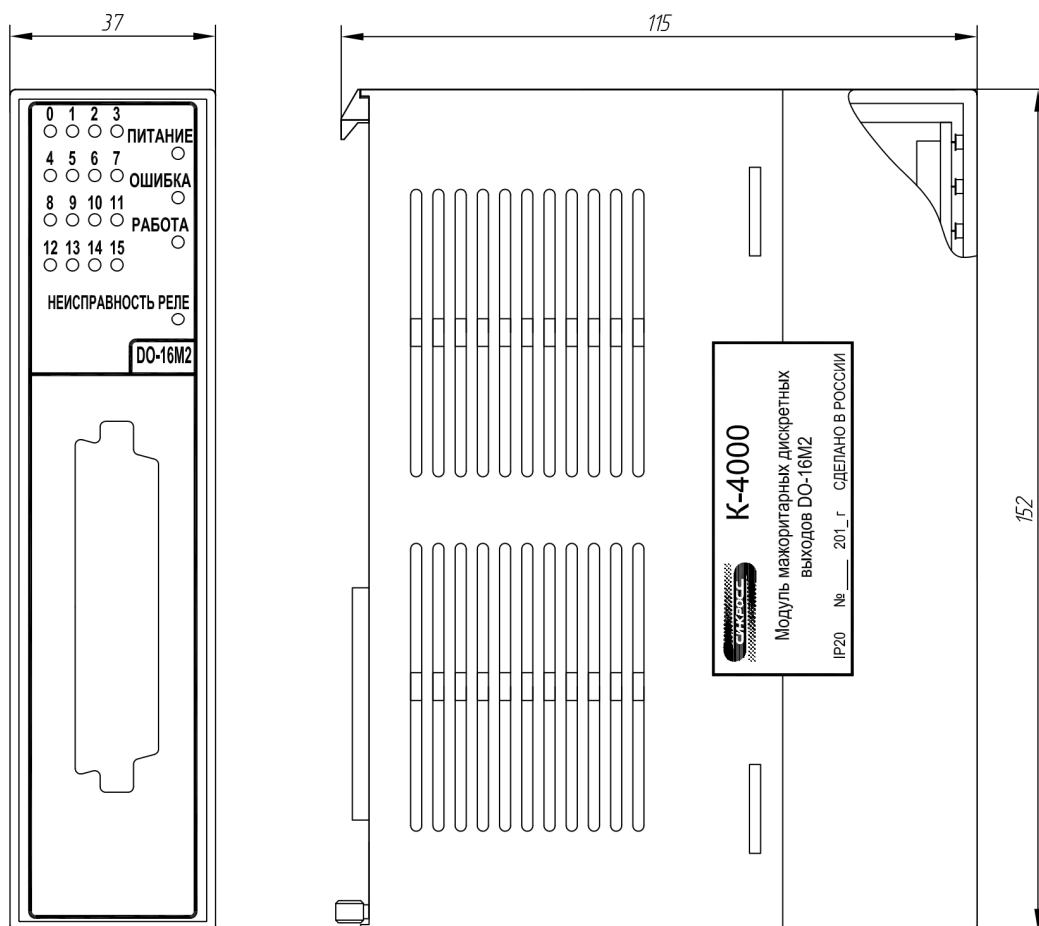 37
115
0 1 2 3
ПИТАНИЕ
4 5 6 7
ОШИБКА
8 9 10 11
РАБОТА
12 13 14 15
НЕИСПРАВНОСТЬ РЕЛЕ
DO-16M2
СИНКРОСС
К-4000
Модуль мажоритарных дискретных
выходов DO-16M2
IP20 № ____ 201_ г СДЕЛАНО В РОССИИ
152